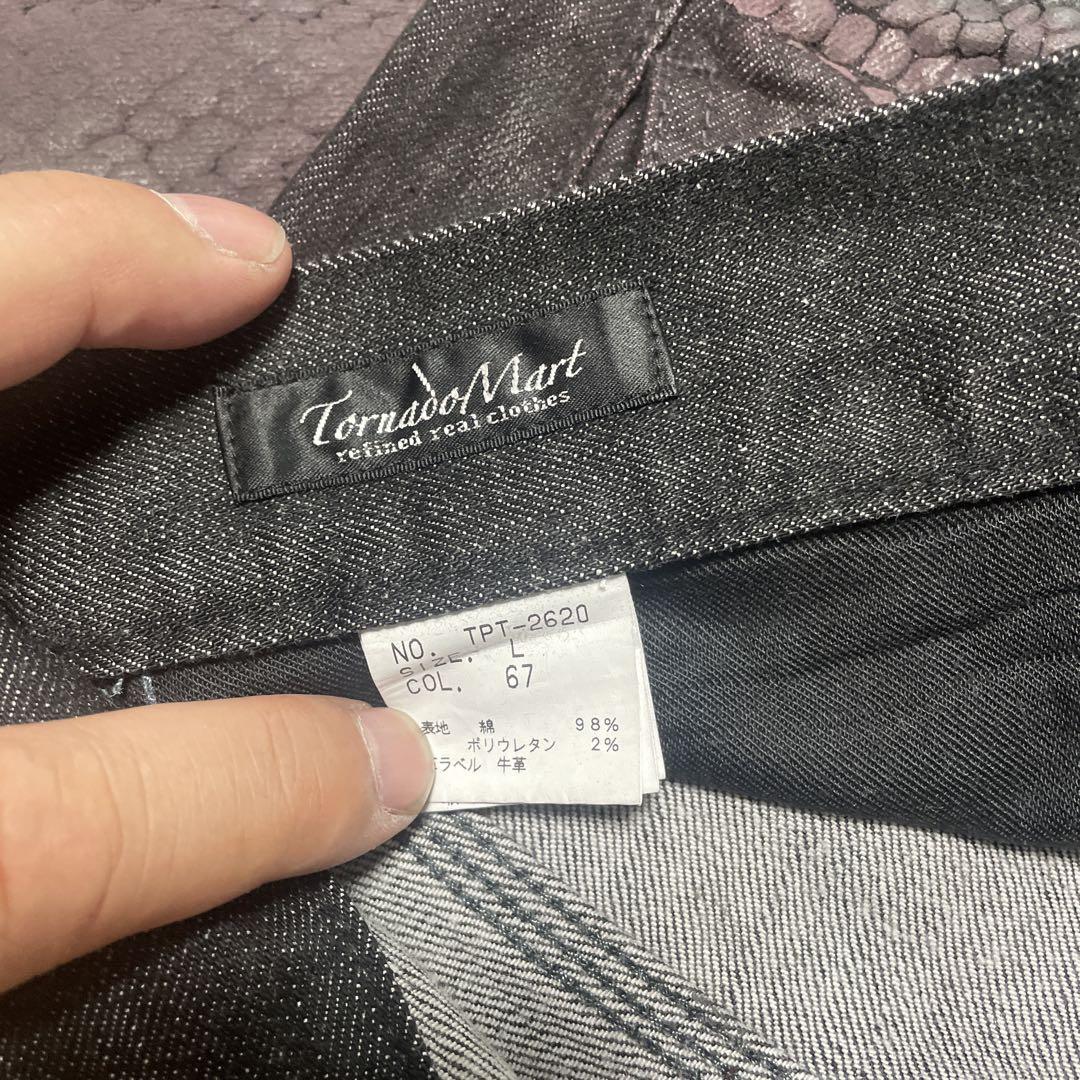 TornadoMart
refined real clothes
NO. TPT-2620
SIZE. L
COL. 67
表地 綿 98%
ポリウレタン 2%
ラベル 牛革